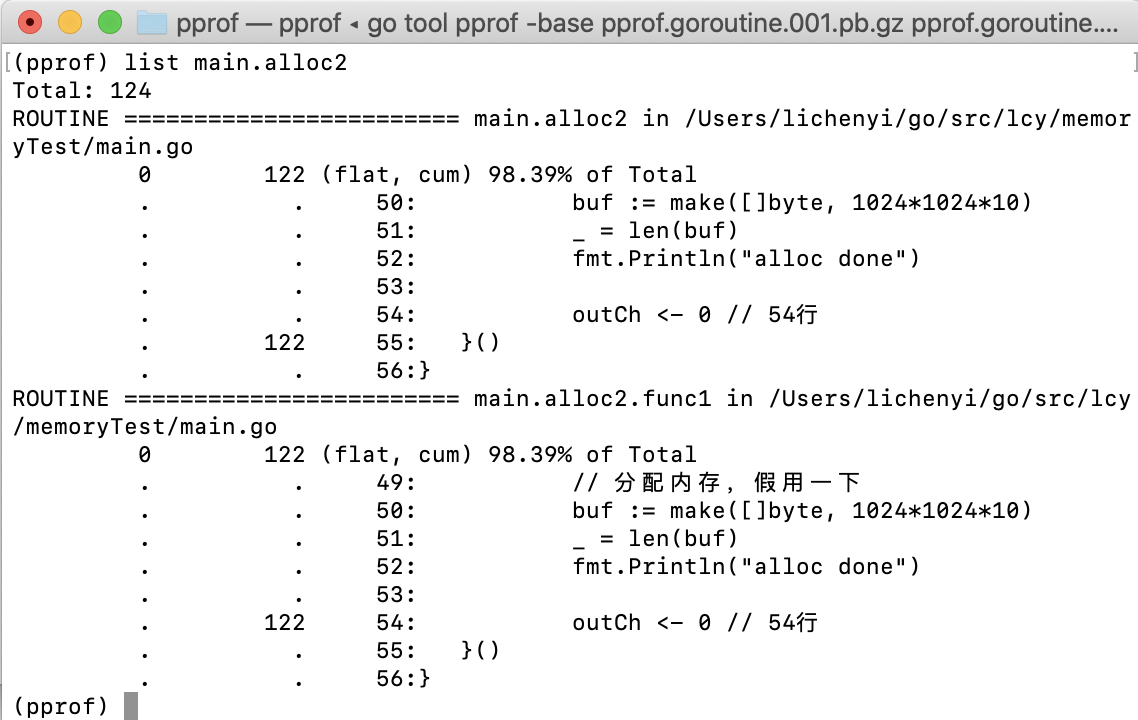 pprof — pprof ◂ go tool pprof -base pprof.goroutine.001.pb.gz pprof.goroutine....
(pprof) list main.alloc2
Total: 124
ROUTINE ======================== main.alloc2 in /Users/lichenyi/go/src/lcy/memor
yTest/main.go
         0        122 (flat, cum) 98.39% of Total
         .          .     50:           buf := make([]byte, 1024*1024*10)
         .          .     51:           _ = len(buf)
         .          .     52:           fmt.Println("alloc done")
         .          .     53:
         .          .     54:           outCh <- 0 // 54行
         .        122     55:   }()
         .          .     56:}
ROUTINE ======================== main.alloc2.func1 in /Users/lichenyi/go/src/lcy
/memoryTest/main.go
         0        122 (flat, cum) 98.39% of Total
         .          .     49:           // 分配内存，假用一下
         .          .     50:           buf := make([]byte, 1024*1024*10)
         .          .     51:           _ = len(buf)
         .          .     52:           fmt.Println("alloc done")
         .          .     53:
         .        122     54:           outCh <- 0 // 54行
         .          .     55:   }()
         .          .     56:}
(pprof)